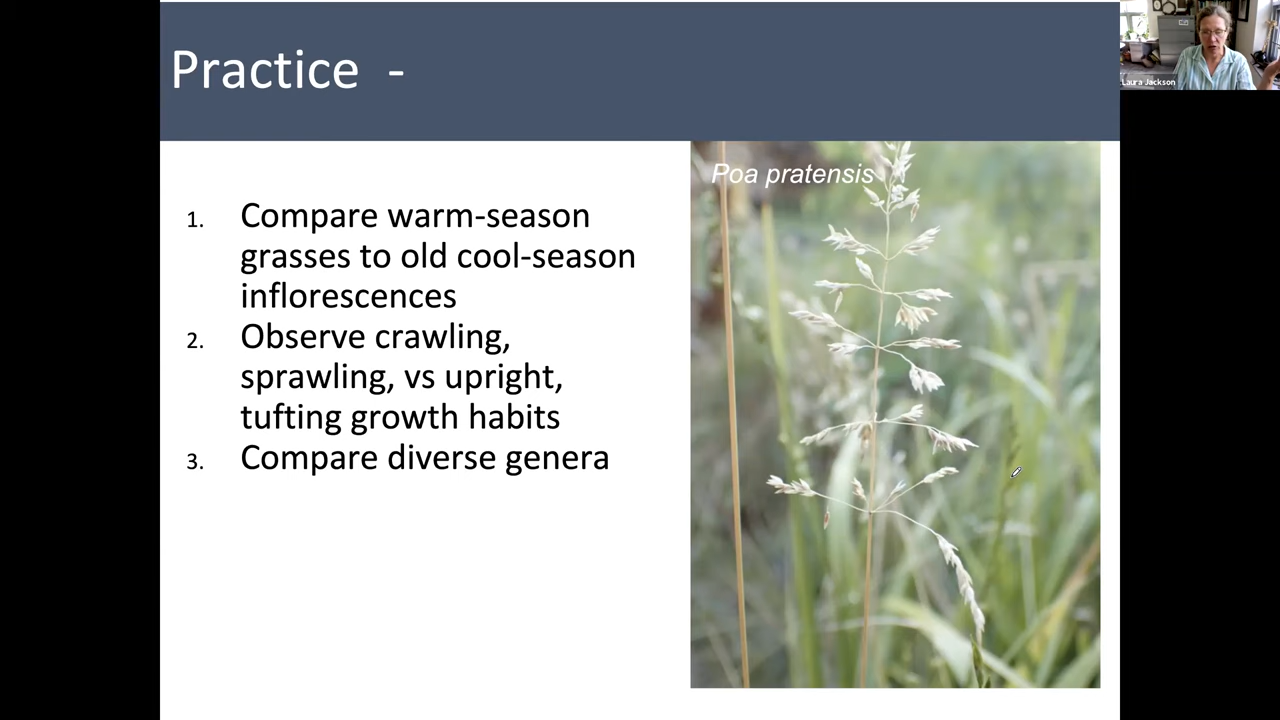 Practice -
Laura Jackson
Poa pratensis
1. Compare warm-season
grasses to old cool-season
inflorescences
2. Observe crawling,
sprawling, vs upright,
tufting growth habits
3. Compare diverse genera